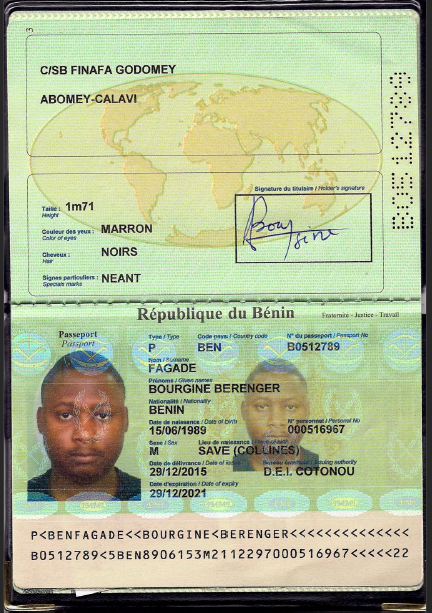 3
C/SB FINAFA GODOMEY
ABOMEY-CALAVI
B0512789
Signature du titulaire / Holder's signature
Taille : 1m71
Height
Couleur des yeux : MARRON
Color of eyes
Cheveux : NOIRS
Hair
Signes particuliers : NEANT
Specials marks
République du Bénin
Fraternité - Justice - Travail
Passeport
Passport
Type / Type Code pays / Country code N° du passeport / Passport No
P BEN B0512789
Nom / Surname
FAGADE
Prénoms / Given names
BOURGINE BERENGER
Nationalité / Nationality
BENIN
Date de naissance / Date of birth N° personnel / Personal No
15/06/1989 000516967
Sexe / Sex Lieu de naissance
M SAVE (COLLINES)
Date de délivrance / Date of issue Issuing authority
29/12/2015 D.E.I. COTONOU
Date d'expiration / Date of expiry
29/12/2021
P<BENFAGADE<<BOURGINE<BERENGER<<<<<<<<<<<<<<
B0512789<5BEN8906153M2112297000516967<<<<<22